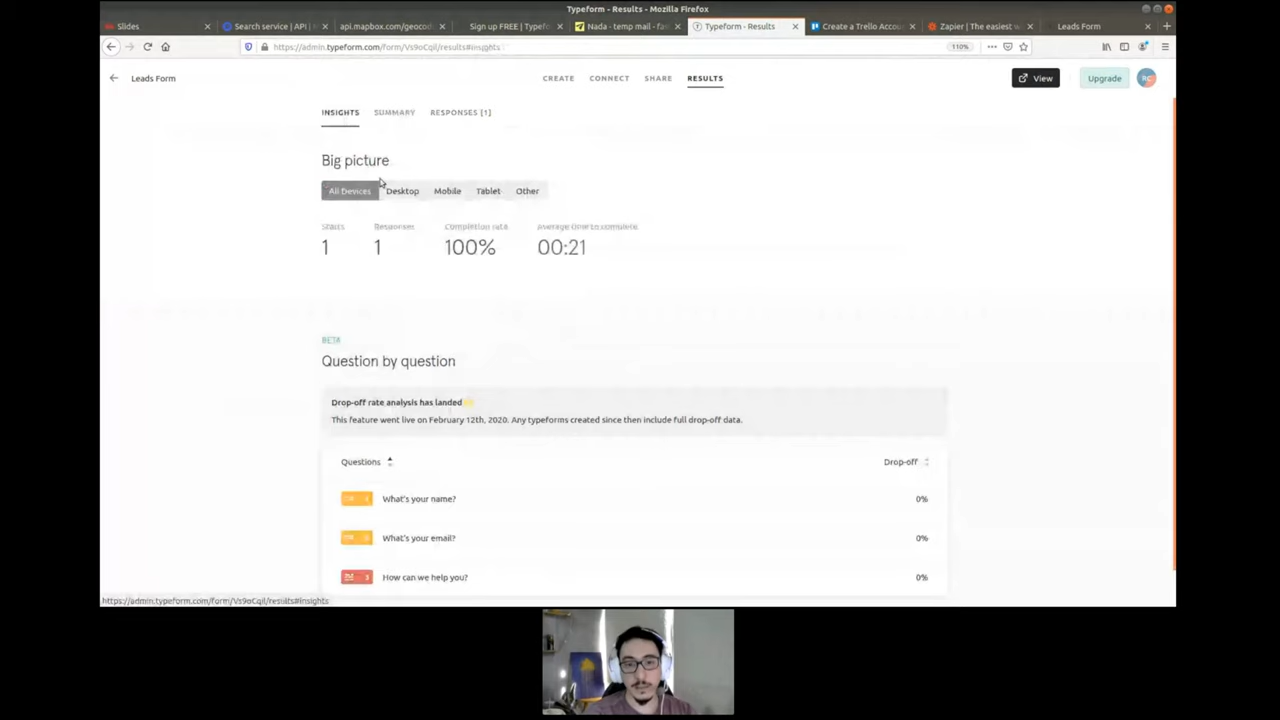 Typeform - Results - Mozilla Firefox
Slides Search service | API | api.mapbox.com/geocod Sign up FREE | Typef Nada - temp mail - fas Typeform - Results Create a Trello Accou Zapier | The easiest w Leads Form
https://admin.typeform.com/form/Vs9oCqil/results#insights 110%
Leads Form CREATE CONNECT SHARE RESULTS View Upgrade RC
INSIGHTS SUMMARY RESPONSES [1]
Big picture
All Devices Desktop Mobile Tablet Other
Starts Responses Completion rate Average time to complete
1 1 100% 00:21
BETA
Question by question
Drop-off rate analysis has landed
This feature went live on February 12th, 2020. Any typeforms created since then include full drop-off data.
Questions Drop-off
What's your name? 0%
What's your email? 0%
3 How can we help you? 0%
https://admin.typeform.com/form/Vs9oCqil/results#insights